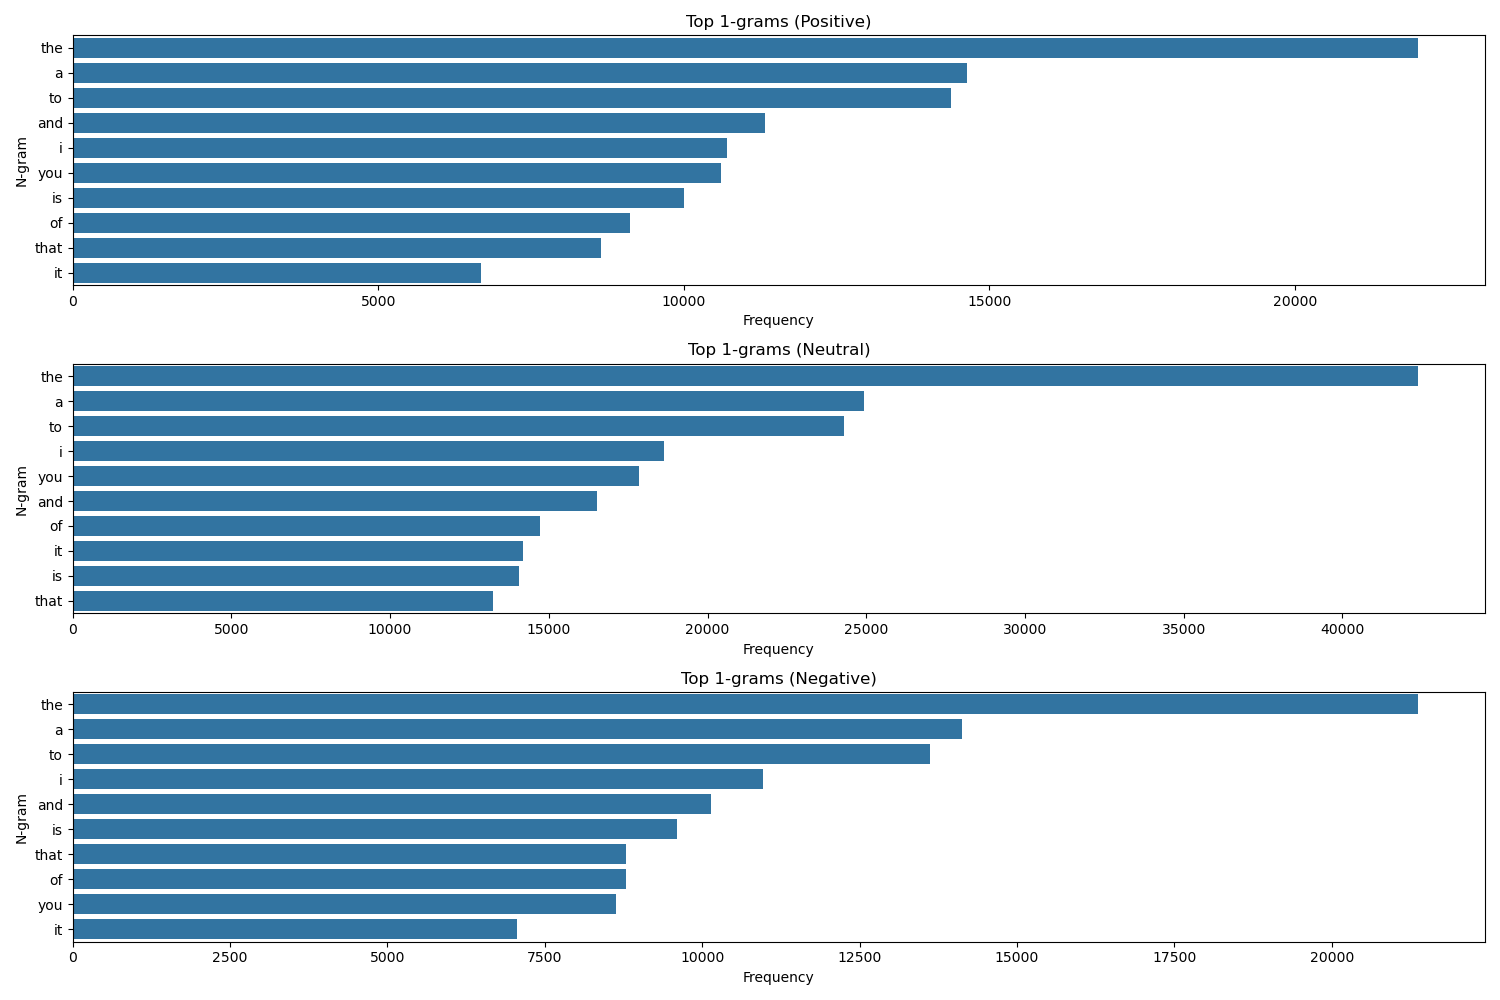 Top 1-grams (Positive)
N-gram
the
a
to
and
i
you
is
of
that
it
0 5000 10000 15000 20000
Frequency
Top 1-grams (Neutral)
N-gram
the
a
to
i
you
and
of
it
is
that
0 5000 10000 15000 20000 25000 30000 35000 40000
Frequency
Top 1-grams (Negative)
N-gram
the
a
to
i
and
is
that
of
you
it
0 2500 5000 7500 10000 12500 15000 17500 20000
Frequency